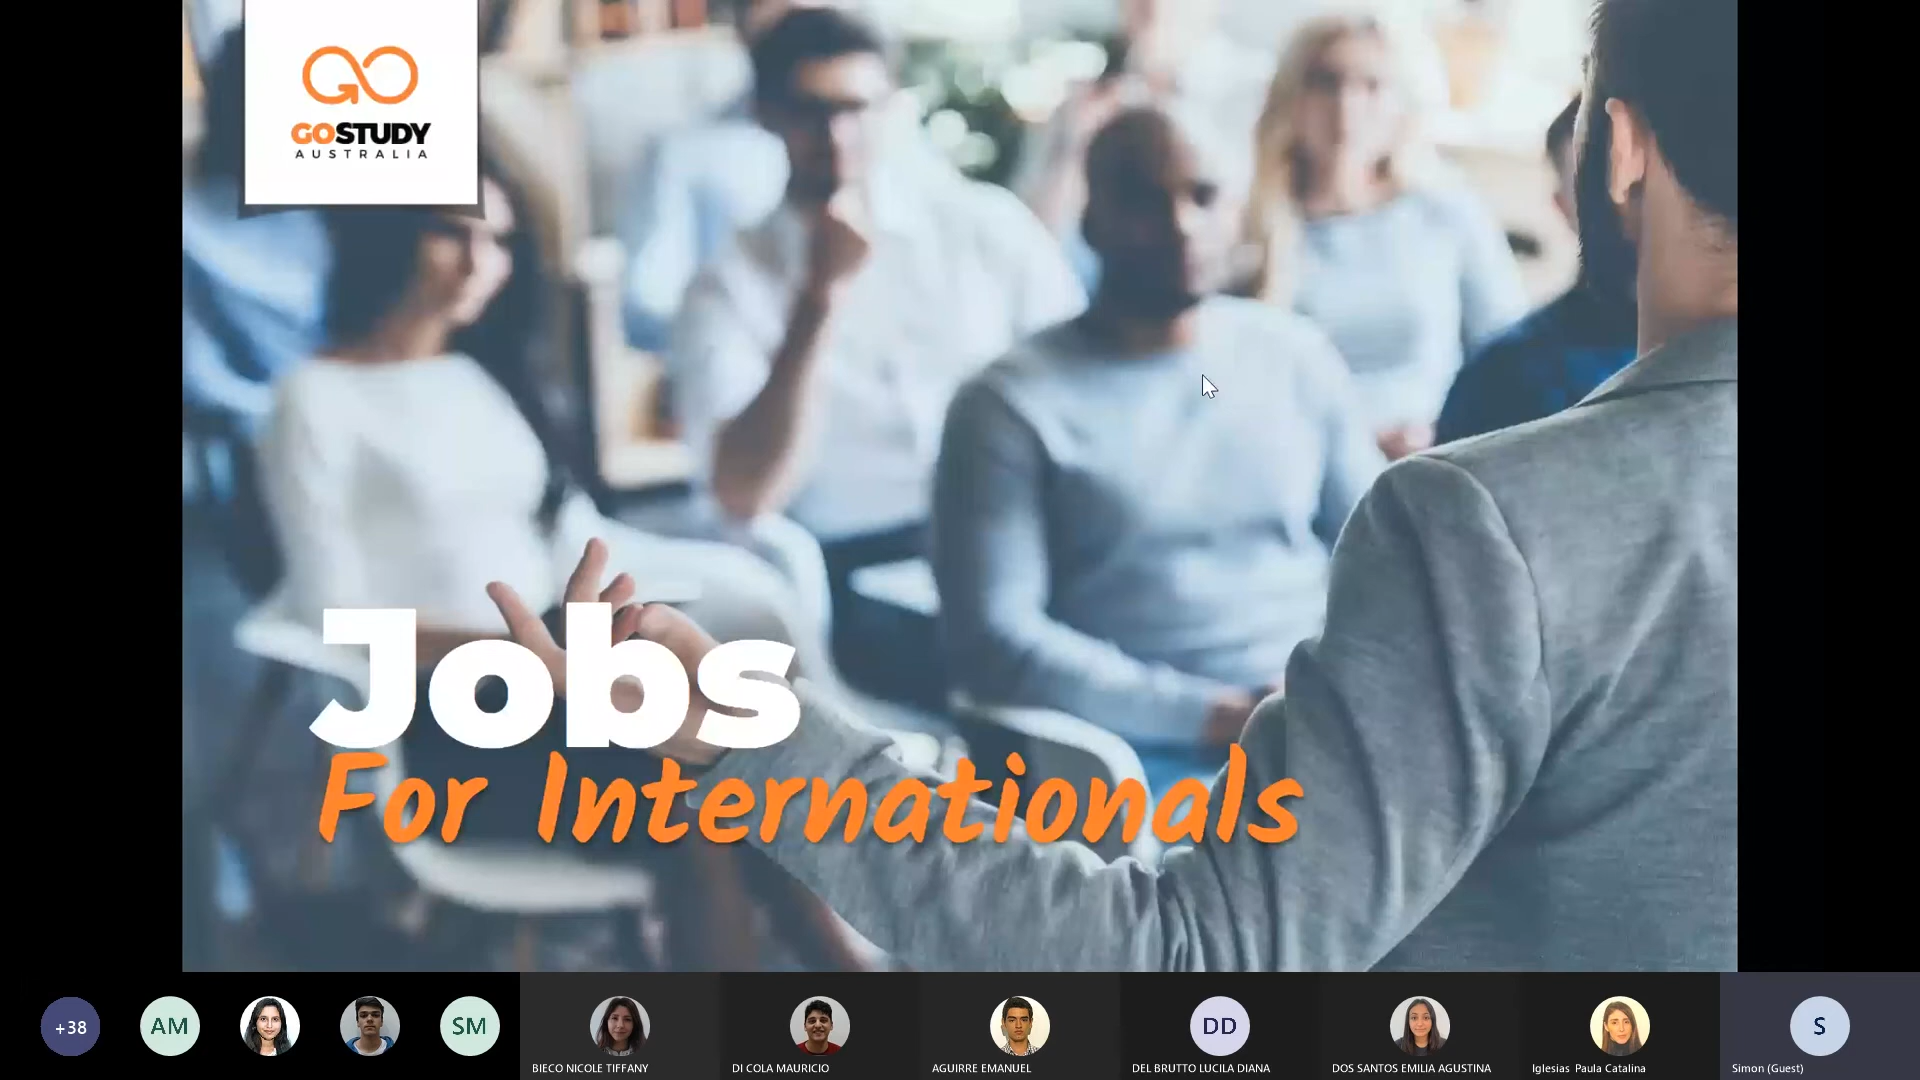 GO
GOSTUDY
AUSTRALIA
Jobs
For Internationals
+38
AM
SM
DD
S
BIECO NICOLE TIFFANY
DI COLA MAURICIO
AGUIRRE EMANUEL
DEL BRUTTO LUCILA DIANA
DOS SANTOS EMILIA AGUSTINA
Iglesias Paula Catalina
Simon (Guest)